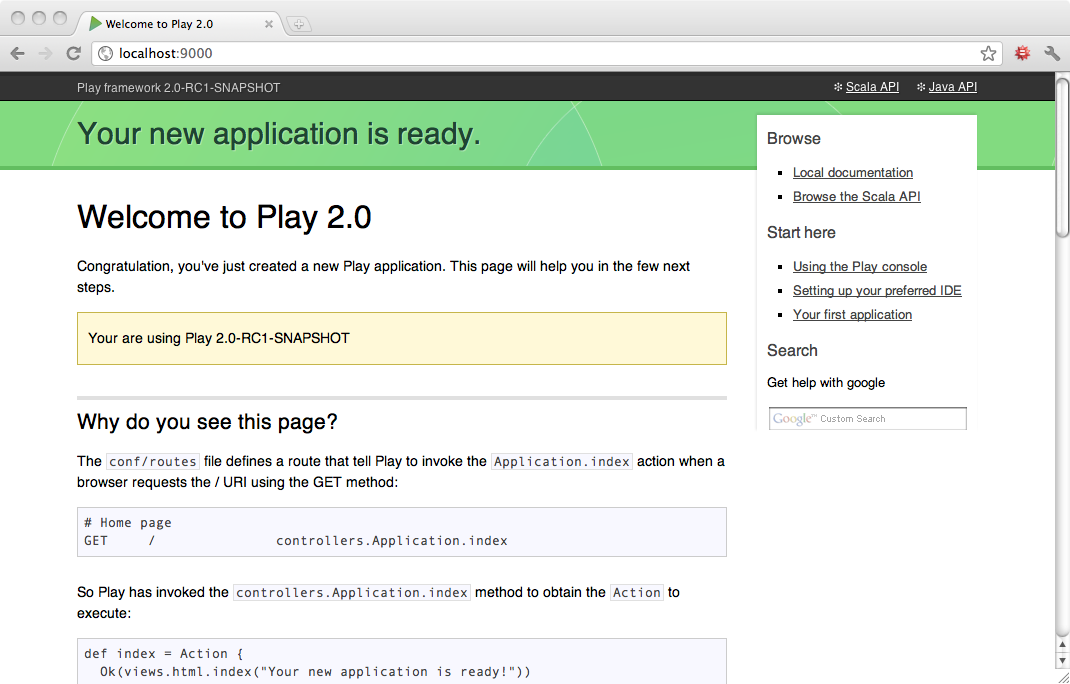 Welcome to Play 2.0
localhost:9000
Play framework 2.0-RC1-SNAPSHOT
❇ Scala API ❇ Java API
Your new application is ready.
Browse
Local documentation
Browse the Scala API
Start here
Using the Play console
Setting up your preferred IDE
Your first application
Search
Get help with google
Google™ Custom Search
Welcome to Play 2.0
Congratulation, you've just created a new Play application. This page will help you in the few next
steps.
Your are using Play 2.0-RC1-SNAPSHOT
Why do you see this page?
The conf/routes file defines a route that tell Play to invoke the Application.index action when a
browser requests the / URI using the GET method:
# Home page
GET     /               controllers.Application.index
So Play has invoked the controllers.Application.index method to obtain the Action to
execute:
def index = Action {
  Ok(views.html.index("Your new application is ready!"))